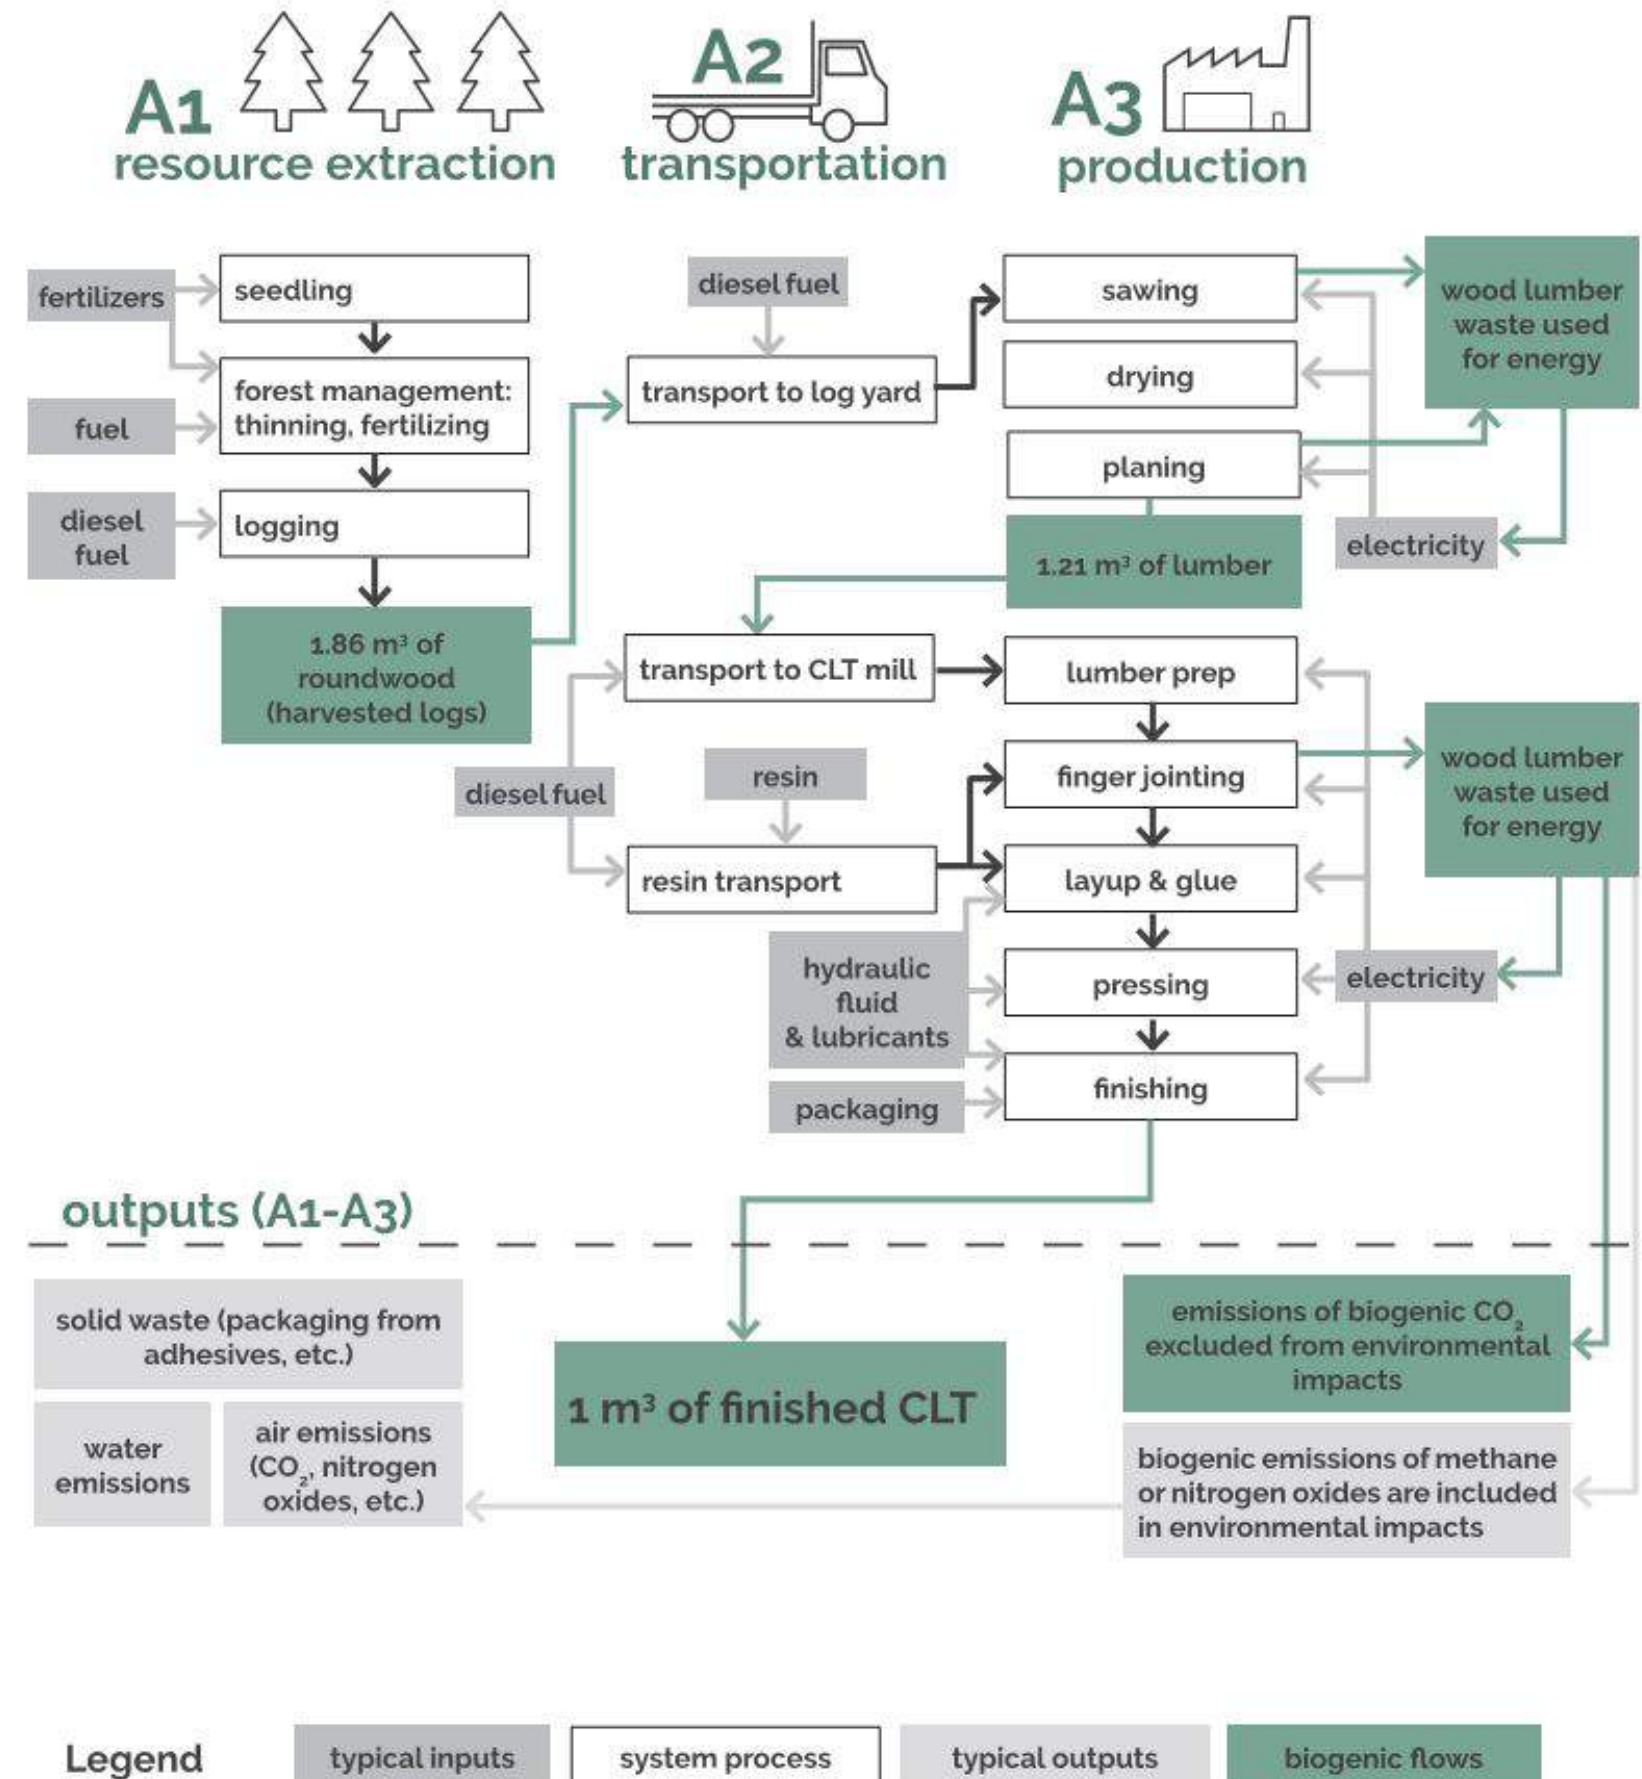 A1
resource extraction
A2
transportation
A3
production
fertilizers
seedling
forest management:
thinning, fertilizing
fuel
diesel
fuel
logging
1.86 m³ of
roundwood
(harvested logs)
diesel fuel
transport to log yard
sawing
drying
planing
wood lumber
waste used
for energy
electricity
1.21 m³ of lumber
transport to CLT mill
diesel fuel
resin
resin transport
lumber prep
finger jointing
layup & glue
pressing
finishing
wood lumber
waste used
for energy
electricity
hydraulic
fluid
& lubricants
packaging
outputs (A1-A3)
solid waste (packaging from
adhesives, etc.)
water
emissions
air emissions
(CO₂, nitrogen
oxides, etc.)
1 m³ of finished CLT
emissions of biogenic CO₂
excluded from environmental
impacts
biogenic emissions of methane
or nitrogen oxides are included
in environmental impacts
Legend
typical inputs
system process
typical outputs
biogenic flows